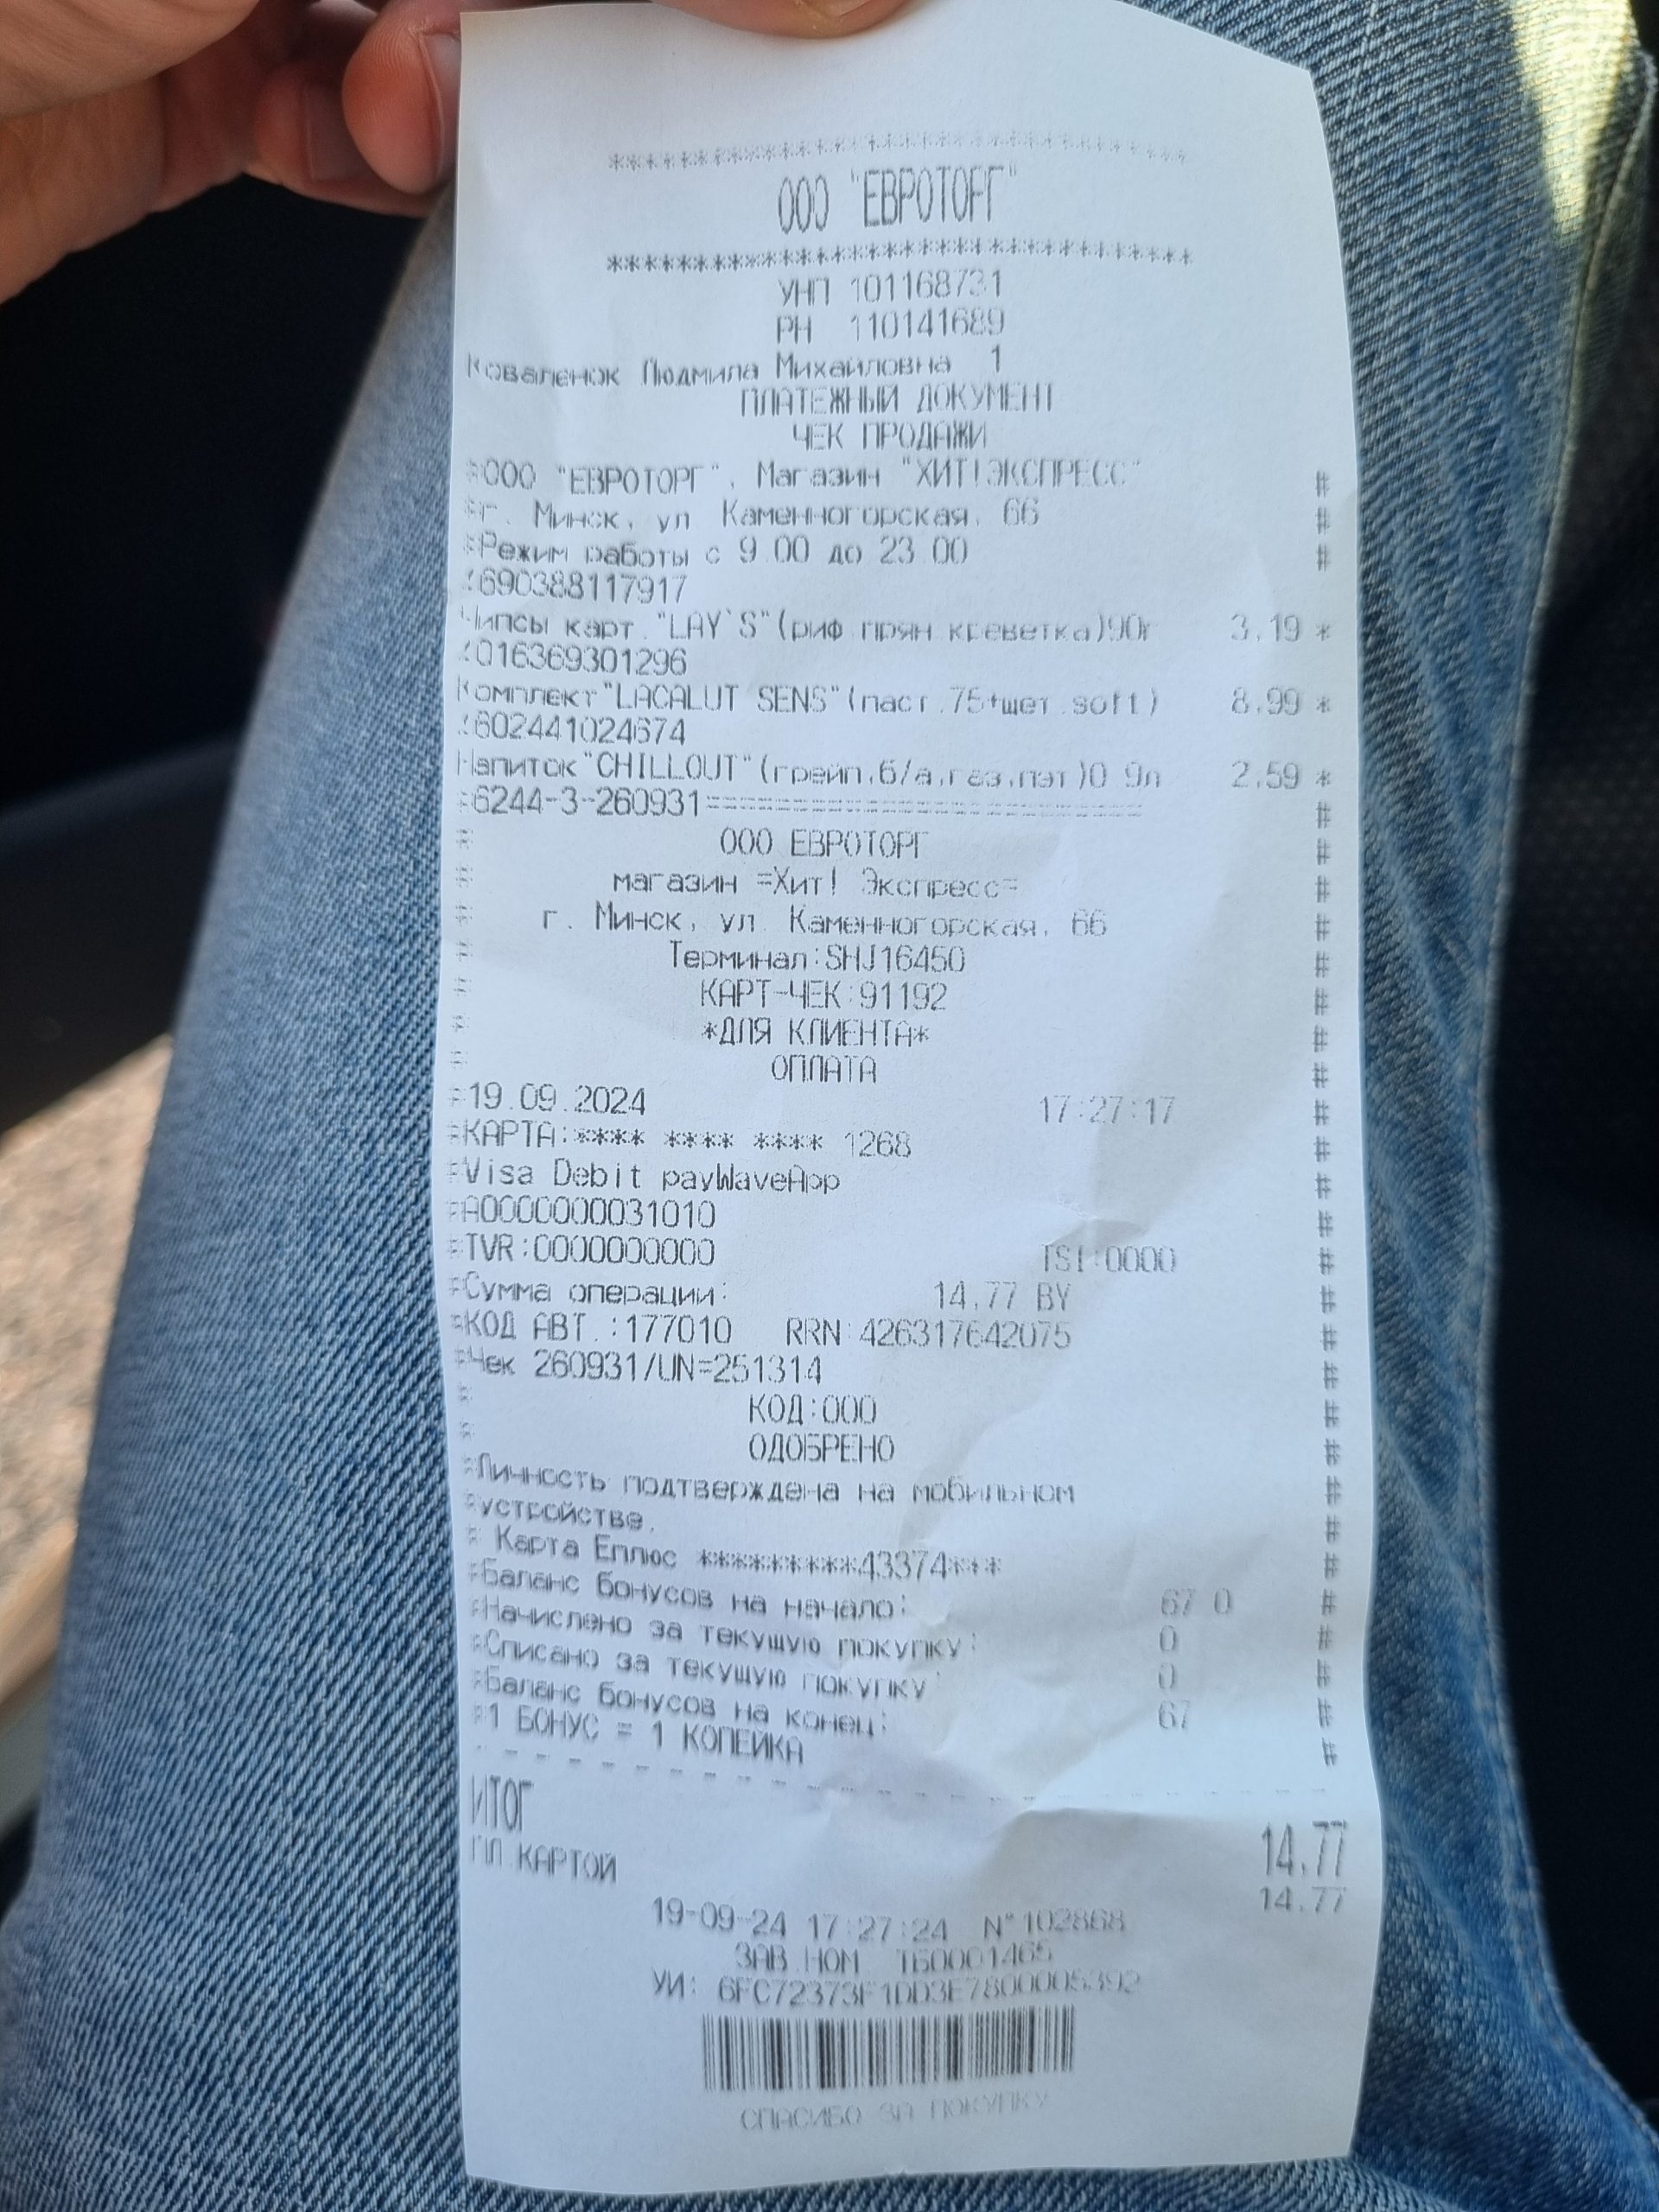 ****************************************
ООО "ЕВРОТОРГ"
****************************************
УНП 101168731
РН 110141689
Коваленок Людмила Михайловна 1
ПЛАТЕЖНЫЙ ДОКУМЕНТ
ЧЕК ПРОДАЖИ
#ООО "ЕВРОТОРГ", Магазин "ХИТ!ЭКСПРЕСС" #
#г. Минск, ул. Каменногорская, 66 #
#Режим работы с 9.00 до 23.00 #
4690388117917
Чипсы карт."LAY`S"(риф.прян.креветка)90г 3.19 *
4016369301296
Комплект"LACALUT SENS"(паст.75+щет.soft) 8.99 *
4602441024674
Напиток"CHILLOUT"(грейп,б/а,газ,пэт)0.9л 2.59 *
#6244-3-260931============================== #
# ООО ЕВРОТОРГ #
# магазин =Хит! Экспресс= #
# г. Минск, ул. Каменногорская, 66 #
# Терминал:SHJ16450 #
# КАРТ-ЧЕК:91192 #
# *ДЛЯ КЛИЕНТА* #
# ОПЛАТА #
#19.09.2024 17:27:17 #
#КАРТА:**** **** **** 1268 #
#Visa Debit payWaveApp #
#A0000000031010 #
#TVR:0000000000 TSI:0000 #
#Сумма операции: 14,77 BY #
#КОД АВТ.:177010 RRN:426317642075 #
#Чек 260931/UN=251314 #
# КОД:000 #
# ОДОБРЕНО #
#Личность подтверждена на мобильном #
#устройстве. #
# Карта Еплюс *********43374*** #
#Баланс бонусов на начало: 67.0 #
#Начислено за текущую покупку: 0 #
#Списано за текущую покупку: 0 #
#Баланс бонусов на конец: 67 #
#1 БОНУС = 1 КОПЕЙКА #
ИТОГ 14.77
ПЛ.КАРТОЙ 14.77
19-09-24 17:27:24 N°102868
ЗАВ.НОМ. ТБ0001465
УИ: 6FC72373F1DD3E7800005392
СПАСИБО ЗА ПОКУПКУ